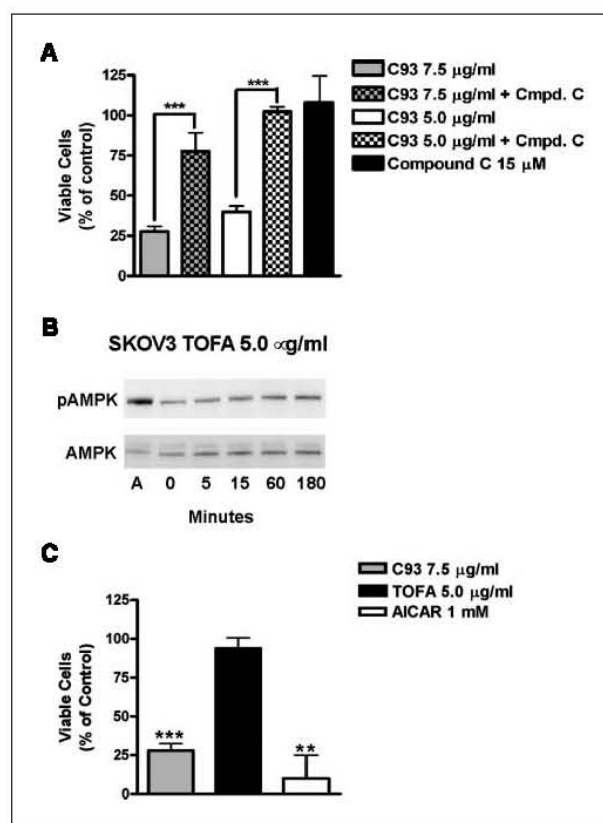 A
C93 7.5 μg/ml
C93 7.5 μg/ml + Cmpd. C
C93 5.0 μg/ml
C93 5.0 μg/ml + Cmpd. C
Compound C 15 μM
Viable Cells
(% of control)
125
100
75
50
25
0
***
***
B
SKOV3 TOFA 5.0 ∝g/ml
pAMPK
AMPK
A 0 5 15 60 180
Minutes
C
C93 7.5 μg/ml
TOFA 5.0 μg/ml
AICAR 1 mM
Viable Cells
(% of Control)
125
100
75
50
25
0
***
**